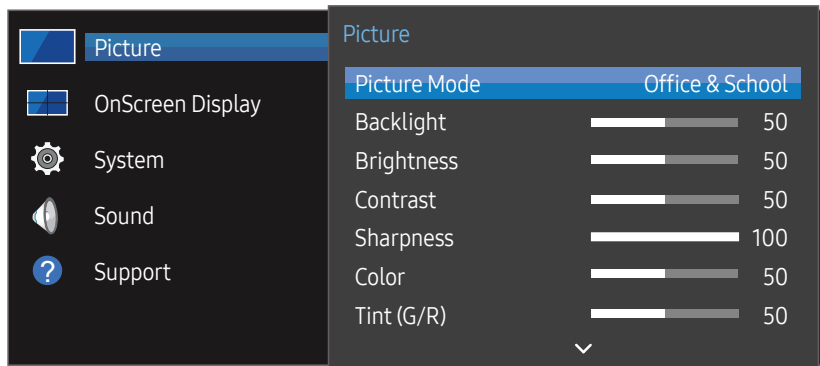 Picture
OnScreen Display
System
Sound
?
Support
Picture
Picture Mode Office & School
Backlight 50
Brightness 50
Contrast 50
Sharpness 100
Color 50
Tint (G/R) 50